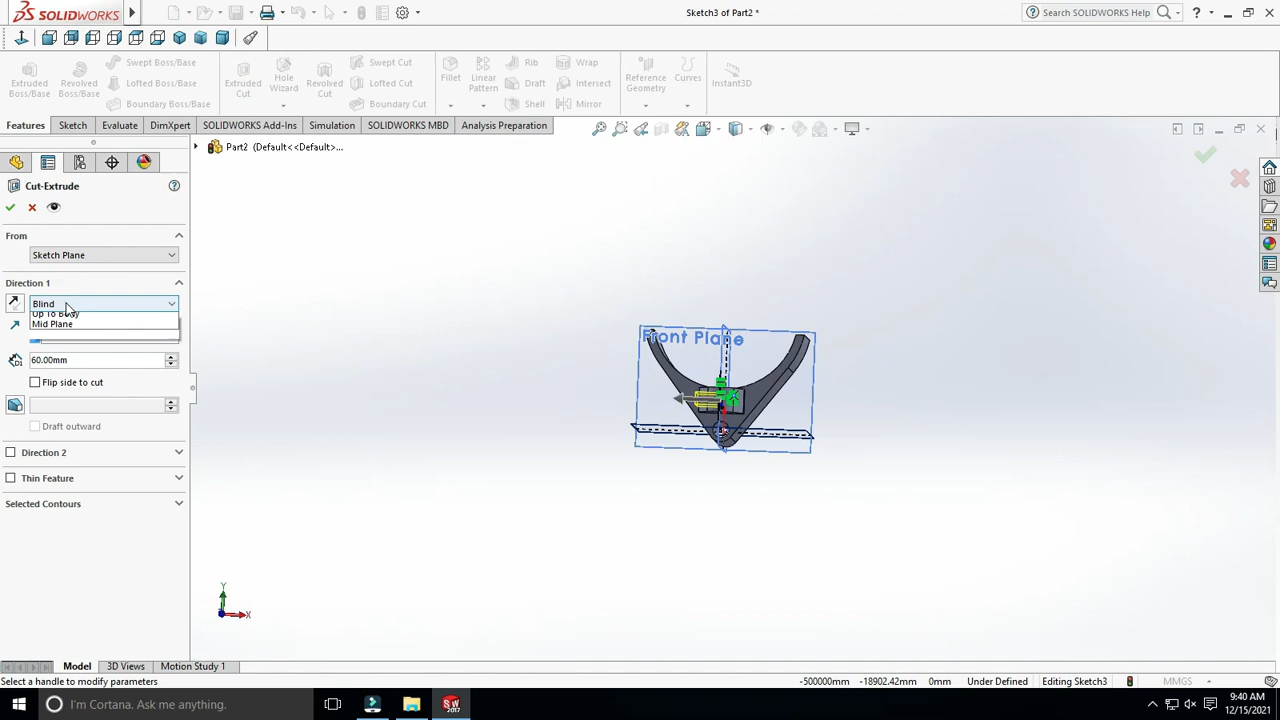 SOLIDWORKS
Sketch3 of Part2 *
Search SOLIDWORKS Help
Extruded Boss/Base
Revolved Boss/Base
Swept Boss/Base
Lofted Boss/Base
Boundary Boss/Base
Extruded Cut
Hole Wizard
Revolved Cut
Swept Cut
Lofted Cut
Boundary Cut
Fillet
Linear Pattern
Rib
Draft
Shell
Wrap
Intersect
Mirror
Reference Geometry
Curves
Instant3D
Features
Sketch
Evaluate
DimXpert
SOLIDWORKS Add-Ins
Simulation
SOLIDWORKS MBD
Analysis Preparation
Part2 (Default<<Default>...
Cut-Extrude
From
Sketch Plane
Direction 1
Blind
Up To Body
Mid Plane
D1
60.00mm
Flip side to cut
Draft outward
Direction 2
Thin Feature
Selected Contours
Front Plane
Y
X
Model
3D Views
Motion Study 1
Select a handle to modify parameters
-500000mm
-18902.42mm
0mm
Under Defined
Editing Sketch3
MMGS
I'm Cortana. Ask me anything.
SW
2017
9:40 AM
12/15/2021